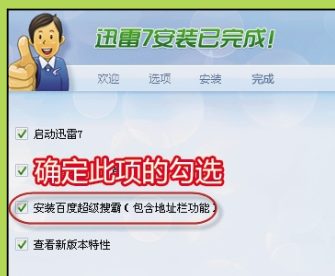 迅雷7安装已完成!
欢迎 选项 安装 完成
启动迅雷7
确定此项的勾选
安装百度超级搜霸(包含地址栏功能)
查看新版本特性